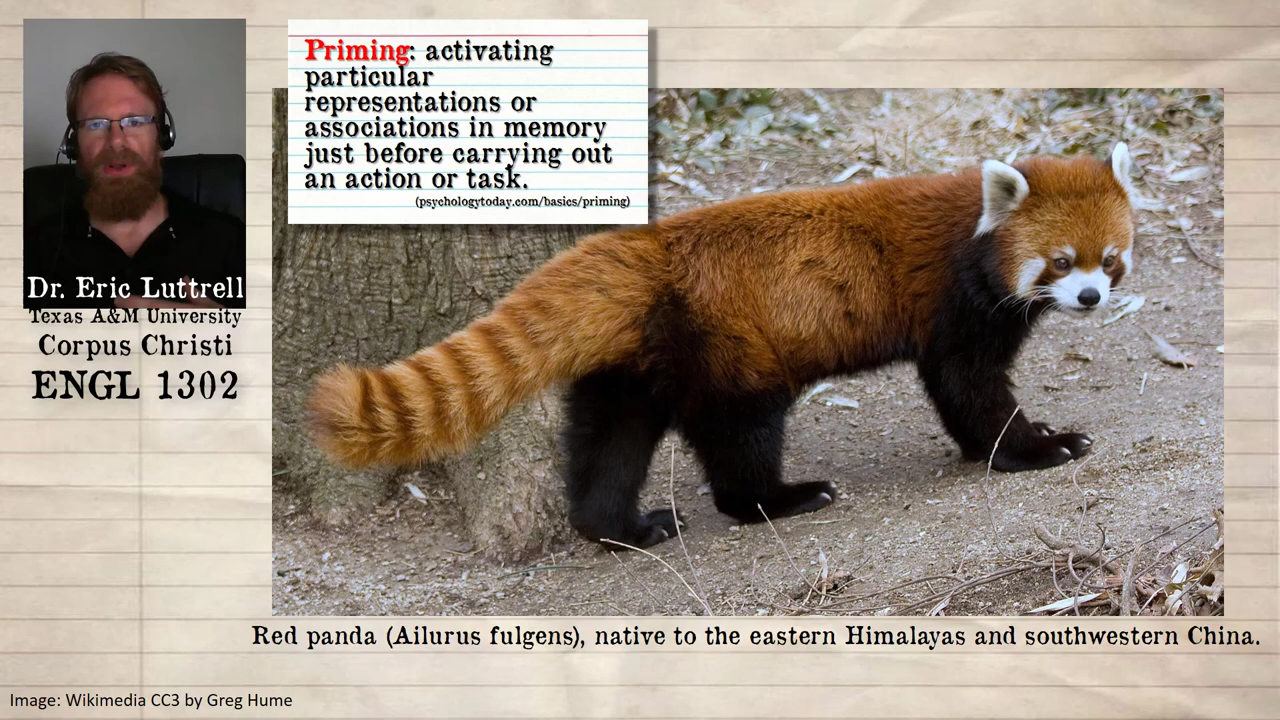 Priming: activating
particular
representations or
associations in memory
just before carrying out
an action or task.
(psychologytoday.com/basics/priming)
Dr. Eric Luttrell
Texas A&M University
Corpus Christi
ENGL 1302
Red panda (Ailurus fulgens), native to the eastern Himalayas and southwestern China.
Image: Wikimedia CC3 by Greg Hume